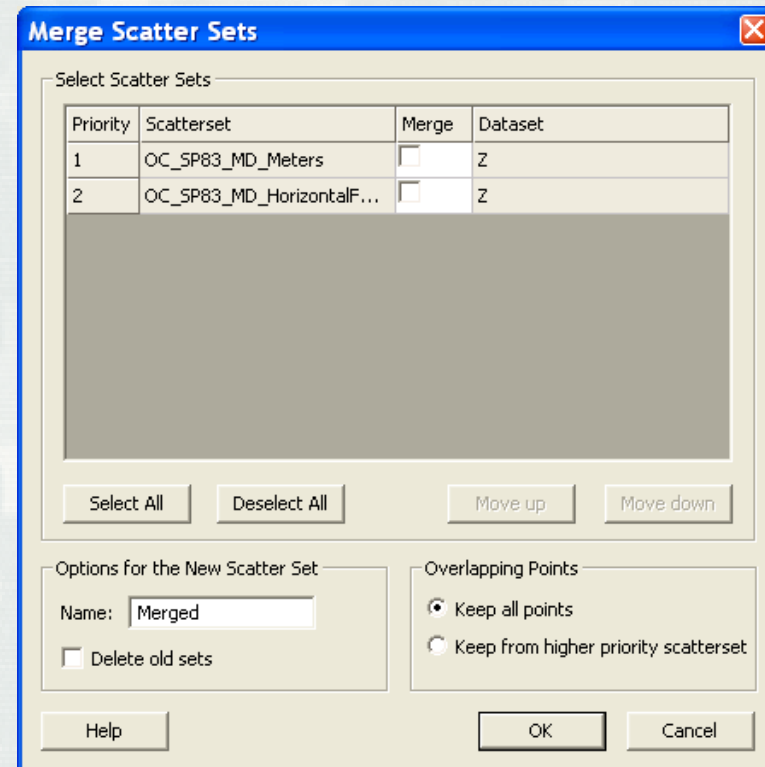 Merge Scatter Sets
Select Scatter Sets
Priority Scatterset Merge Dataset
1 OC_SP83_MD_Meters Z
2 OC_SP83_MD_HorizontalF... Z
Select All Deselect All Move up Move down
Options for the New Scatter Set Overlapping Points
Name: Merged Keep all points
Delete old sets Keep from higher priority scatterset
Help OK Cancel